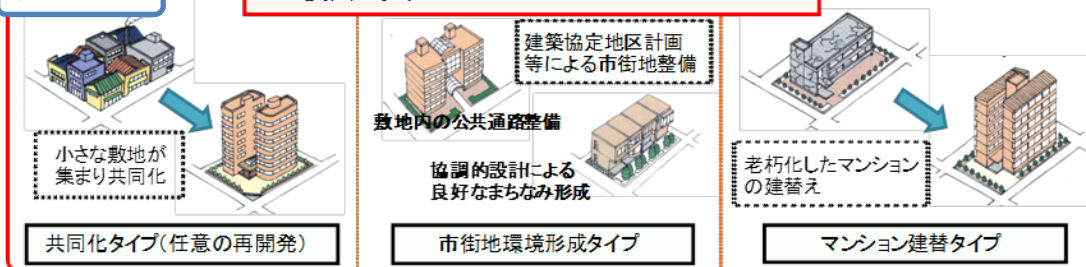 小さな敷地が
集まり共同化
共同化タイプ(任意の再開発)
建築協定地区計画
等による市街地整備
敷地内の公共通路整備
協調的設計による
良好なまちなみ形成
市街地環境形成タイプ
老朽化したマンション
の建替え
マンション建替タイプ